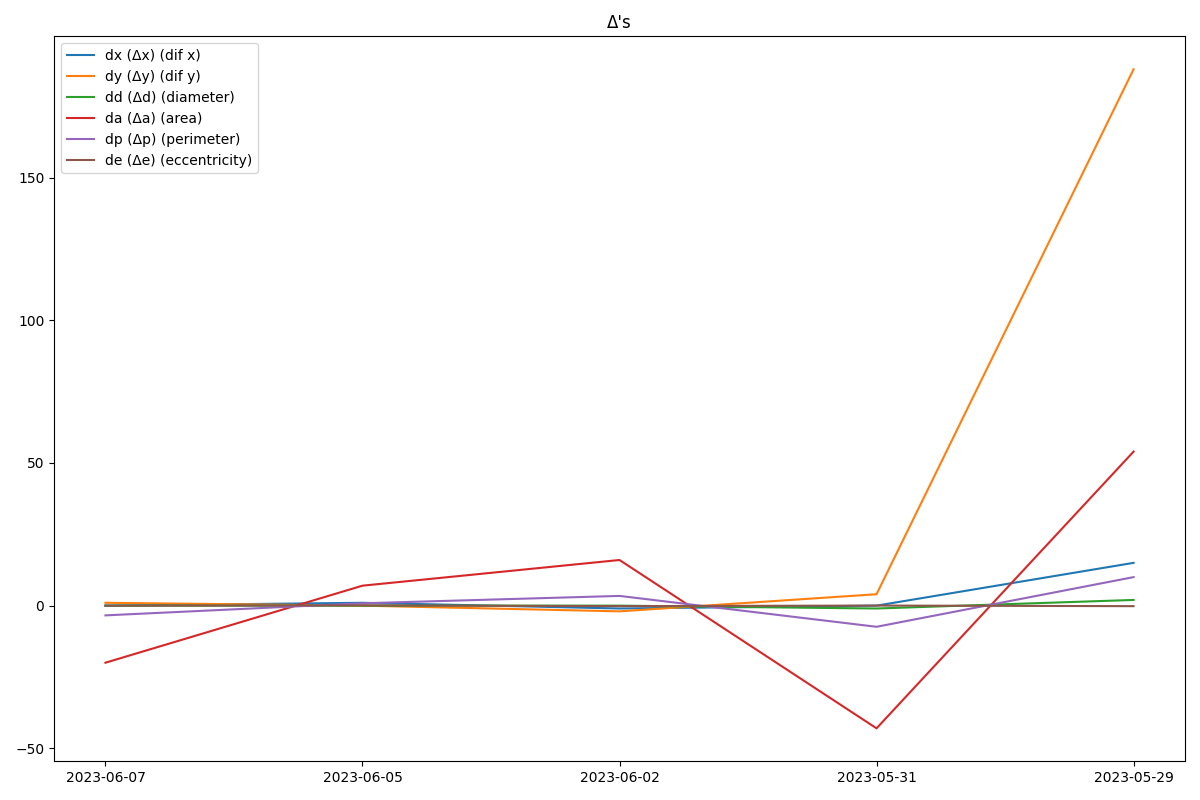 Δ's
dx (Δx) (dif x)
dy (Δy) (dif y)
dd (Δd) (diameter)
da (Δa) (area)
dp (Δp) (perimeter)
de (Δe) (eccentricity)
150
100
50
0
−50
2023-06-07 2023-06-05 2023-06-02 2023-05-31 2023-05-29